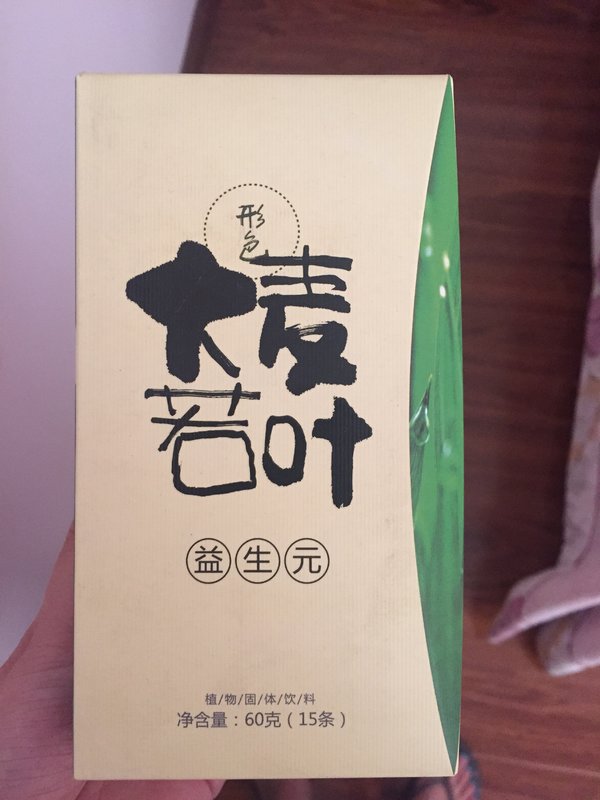 形色
大麦
若叶
益生元
植/物/固/体/饮/料
净含量：60克（15条）